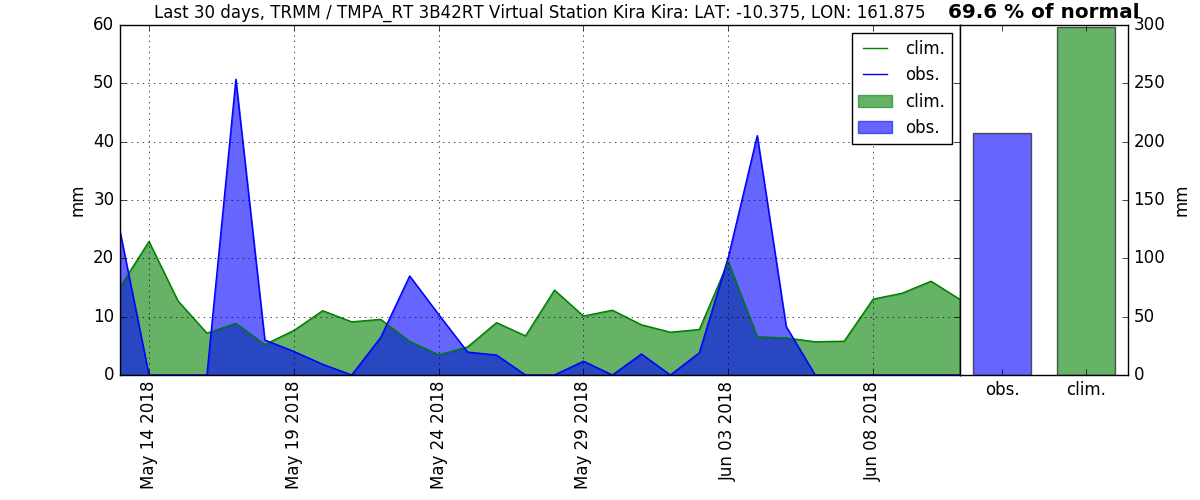 Last 30 days, TRMM / TMPA_RT 3B42RT Virtual Station Kira Kira: LAT: -10.375, LON: 161.875
69.6 % of normal
60
50
40
30
20
10
0
mm
clim.
obs.
clim.
obs.
May 14 2018
May 19 2018
May 24 2018
May 29 2018
Jun 03 2018
Jun 08 2018
300
250
200
150
100
50
0
mm
obs.
clim.